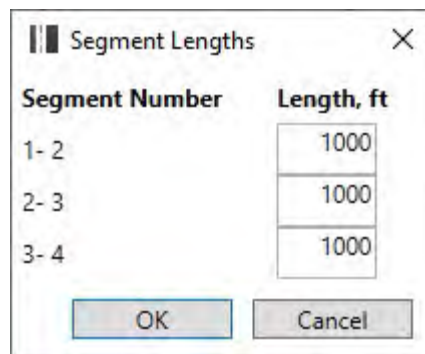 Segment Lengths
Segment Number Length, ft
1- 2 1000
2- 3 1000
3- 4 1000
OK Cancel